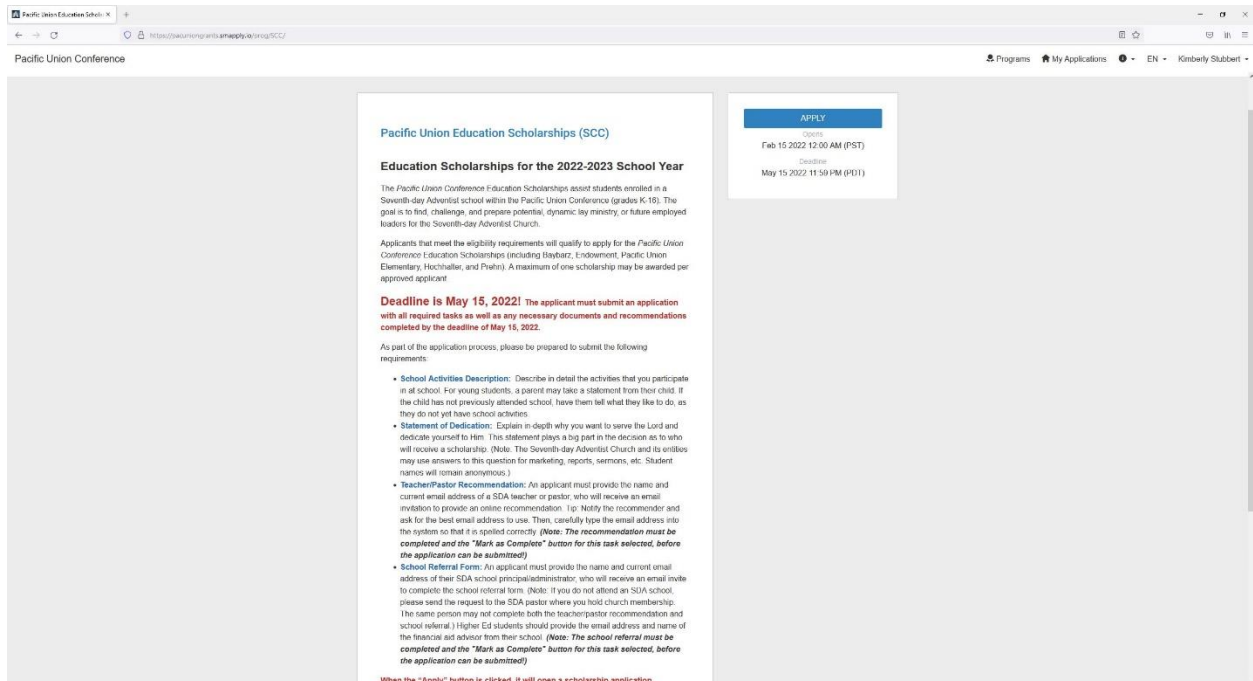 Pacific Union Education Schola
https://pacuniongrants.smapply.io/prog/SCC/
Pacific Union Conference
Programs
My Applications
EN
Kimberly Stubbert
Pacific Union Education Scholarships (SCC)
Education Scholarships for the 2022-2023 School Year
The Pacific Union Conference Education Scholarships assist students enrolled in a
Seventh-day Adventist school within the Pacific Union Conference (grades K-16). The
goal is to find, challenge, and prepare potential, dynamic lay ministry, or future employed
leaders for the Seventh-day Adventist Church.
Applicants that meet the eligibility requirements will qualify to apply for the Pacific Union
Conference Education Scholarships (including Baybarz, Endowment, Pacific Union
Elementary, Hochhalter, and Prehn). A maximum of one scholarship may be awarded per
approved applicant
Deadline is May 15, 2022! The applicant must submit an application
with all required tasks as well as any necessary documents and recommendations
completed by the deadline of May 15, 2022.
As part of the application process, please be prepared to submit the following
requirements:
• School Activities Description: Describe in detail the activities that you participate
in at school. For young students, a parent may take a statement from their child. If
the child has not previously attended school, have them tell what they like to do, as
they do not yet have school activities.
• Statement of Dedication: Explain in-depth why you want to serve the Lord and
dedicate yourself to Him. This statement plays a big part in the decision as to who
will receive a scholarship. (Note: The Seventh-day Adventist Church and its entities
may use answers to this question for marketing, reports, sermons, etc. Student
names will remain anonymous.)
• Teacher/Pastor Recommendation: An applicant must provide the name and
current email address of a SDA teacher or pastor, who will receive an email
invitation to provide an online recommendation. Tip: Notify the recommender and
ask for the best email address to use. Then, carefully type the email address into
the system so that it is spelled correctly. (Note: The recommendation must be
completed and the "Mark as Complete" button for this task selected, before
the application can be submitted!)
• School Referral Form: An applicant must provide the name and current email
address of their SDA school principal/administrator, who will receive an email invite
to complete the school referral form. (Note: If you do not attend an SDA school,
please send the request to the SDA pastor where you hold church membership.
The same person may not complete both the teacher/pastor recommendation and
school referral.) Higher Ed students should provide the email address and name of
the financial aid advisor from their school. (Note: The school referral must be
completed and the "Mark as Complete" button for this task selected, before
the application can be submitted!)
When the "Apply" button is clicked, it will open a scholarship application
APPLY
Opens
Feb 15 2022 12:00 AM (PST)
Deadline
May 15 2022 11:59 PM (PDT)